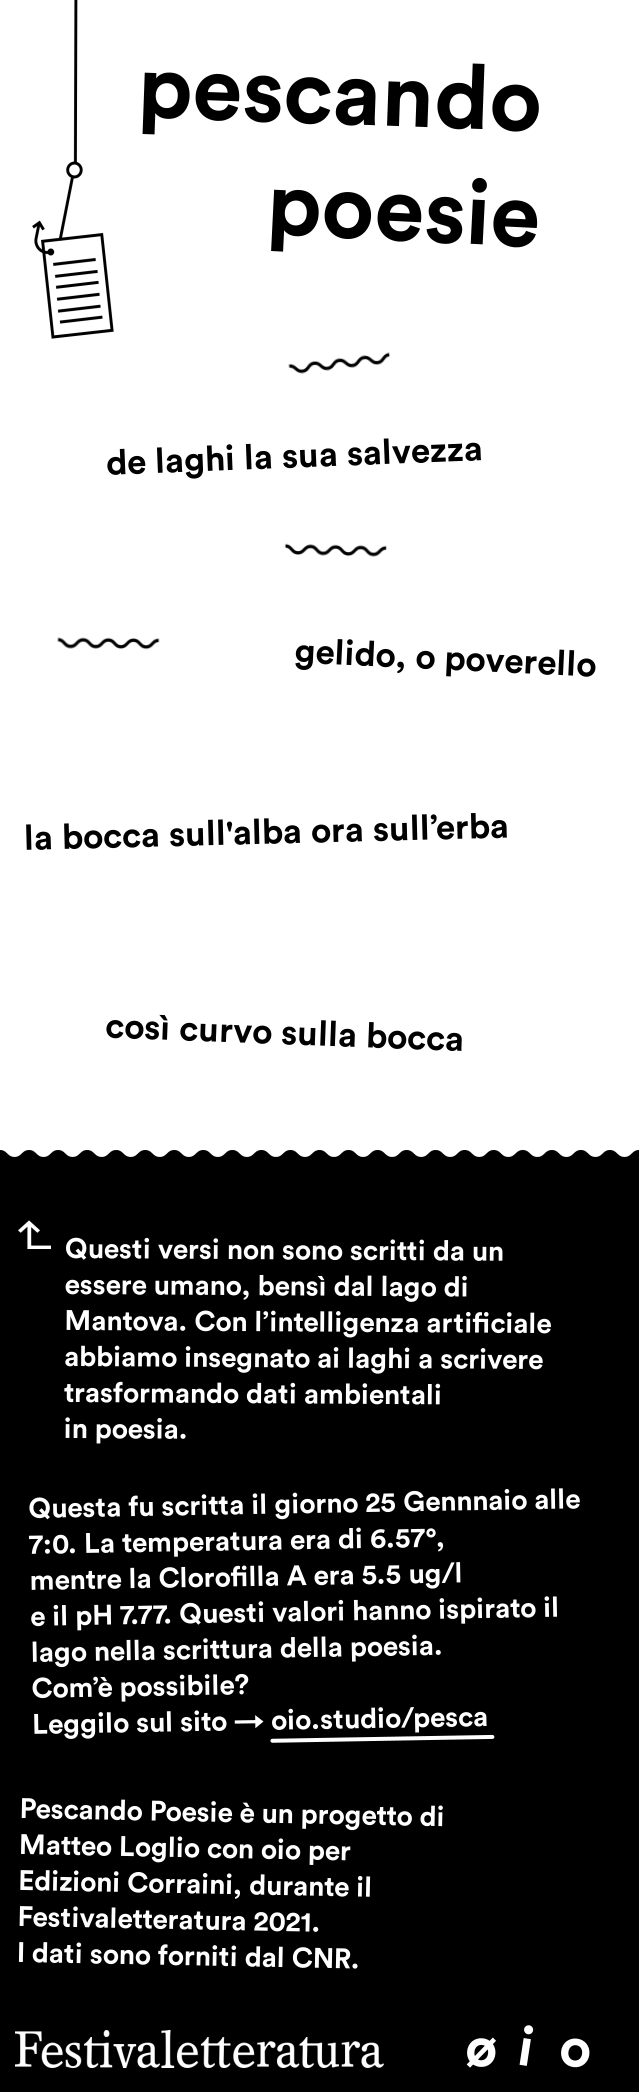 pescando
poesie
de laghi la sua salvezza
gelido, o poverello
la bocca sull'alba ora sull’erba
così curvo sulla bocca
Questi versi non sono scritti da un
essere umano, bensì dal lago di
Mantova. Con l’intelligenza artificiale
abbiamo insegnato ai laghi a scrivere
trasformando dati ambientali
in poesia.
Questa fu scritta il giorno 25 Gennnaio alle
7:0. La temperatura era di 6.57°,
mentre la Clorofilla A era 5.5 ug/l
e il pH 7.77. Questi valori hanno ispirato il
lago nella scrittura della poesia.
Com’è possibile?
Leggilo sul sito → oio.studio/pesca
Pescando Poesie è un progetto di
Matteo Loglio con oio per
Edizioni Corraini, durante il
Festivaletteratura 2021.
I dati sono forniti dal CNR.
Festivaletteratura øio